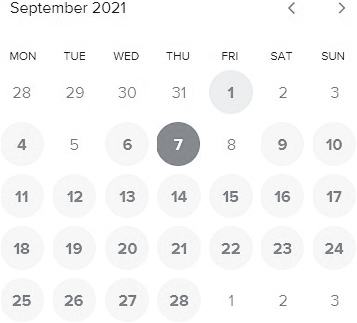 September 2021
MON TUE WED THU FRI SAT SUN
28 29 30 31 1 2 3
4 5 6 7 8 9 10
11 12 13 14 15 16 17
18 19 20 21 22 23 24
25 26 27 28 1 2 3